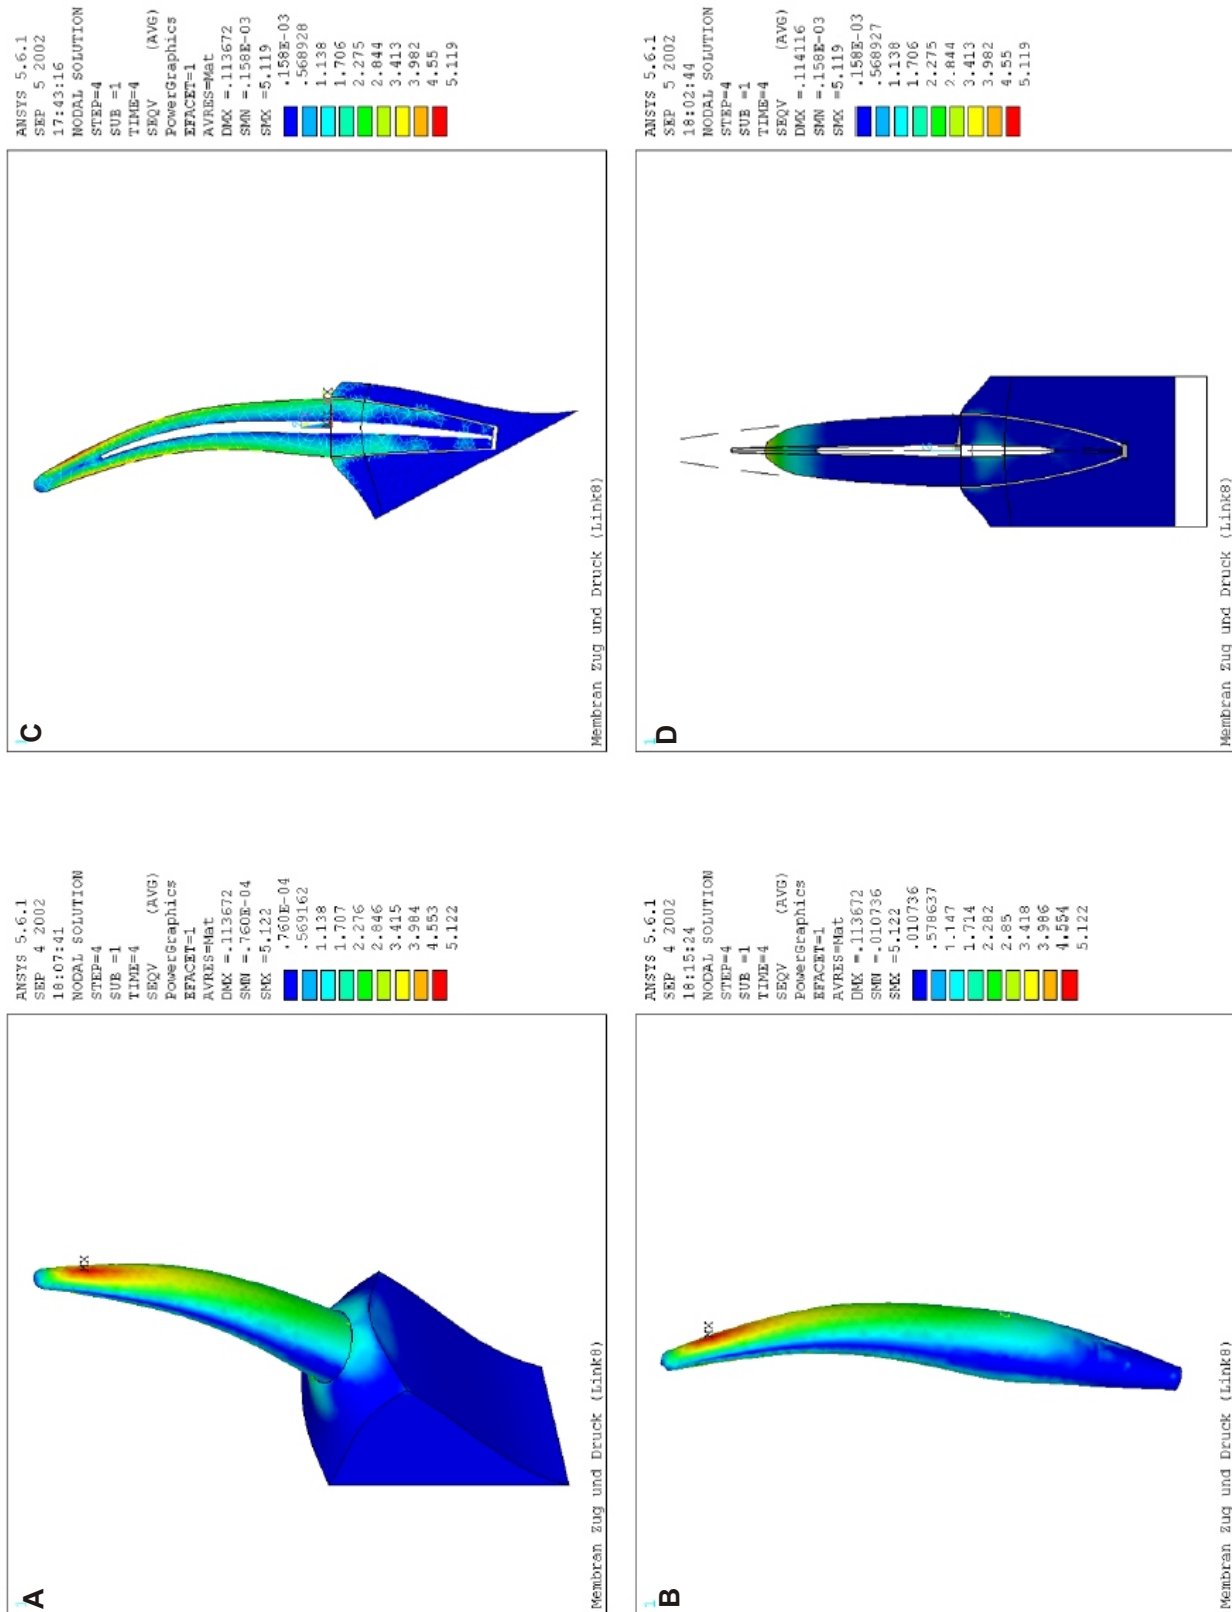 A
1
ANSYS 5.6.1
SEP 4 2002
18:07:41
NODAL SOLUTION
STEP=4
SUB =1
TIME=4
SEQV (AVG)
PowerGraphics
EFACET=1
AVRES=Mat
DMX =.113672
SMN =.760E-04
SMX =5.122
.760E-04
.569162
1.138
1.707
2.276
2.846
3.415
3.984
4.553
5.122
MX
Membran Zug und Druck (Link8)
C
1
ANSYS 5.6.1
SEP 5 2002
17:43:16
NODAL SOLUTION
STEP=4
SUB =1
TIME=4
SEQV (AVG)
PowerGraphics
EFACET=1
AVRES=Mat
DMX =.113672
SMN =.158E-03
SMX =5.119
.158E-03
.568928
1.138
1.706
2.275
2.844
3.413
3.982
4.55
5.119
Membran Zug und Druck (Link8)
B
1
ANSYS 5.6.1
SEP 4 2002
18:15:24
NODAL SOLUTION
STEP=4
SUB =1
TIME=4
SEQV (AVG)
PowerGraphics
EFACET=1
AVRES=Mat
DMX =.113672
SMN =.010736
SMX =5.122
.010736
.578637
1.147
1.714
2.282
2.85
3.418
3.986
4.554
5.122
MX
Membran Zug und Druck (Link8)
D
1
ANSYS 5.6.1
SEP 5 2002
18:02:44
NODAL SOLUTION
STEP=4
SUB =1
TIME=4
SEQV (AVG)
DMX =.114116
SMN =.158E-03
SMX =5.119
.158E-03
.568927
1.138
1.706
2.275
2.844
3.413
3.982
4.55
5.119
Membran Zug und Druck (Link8)